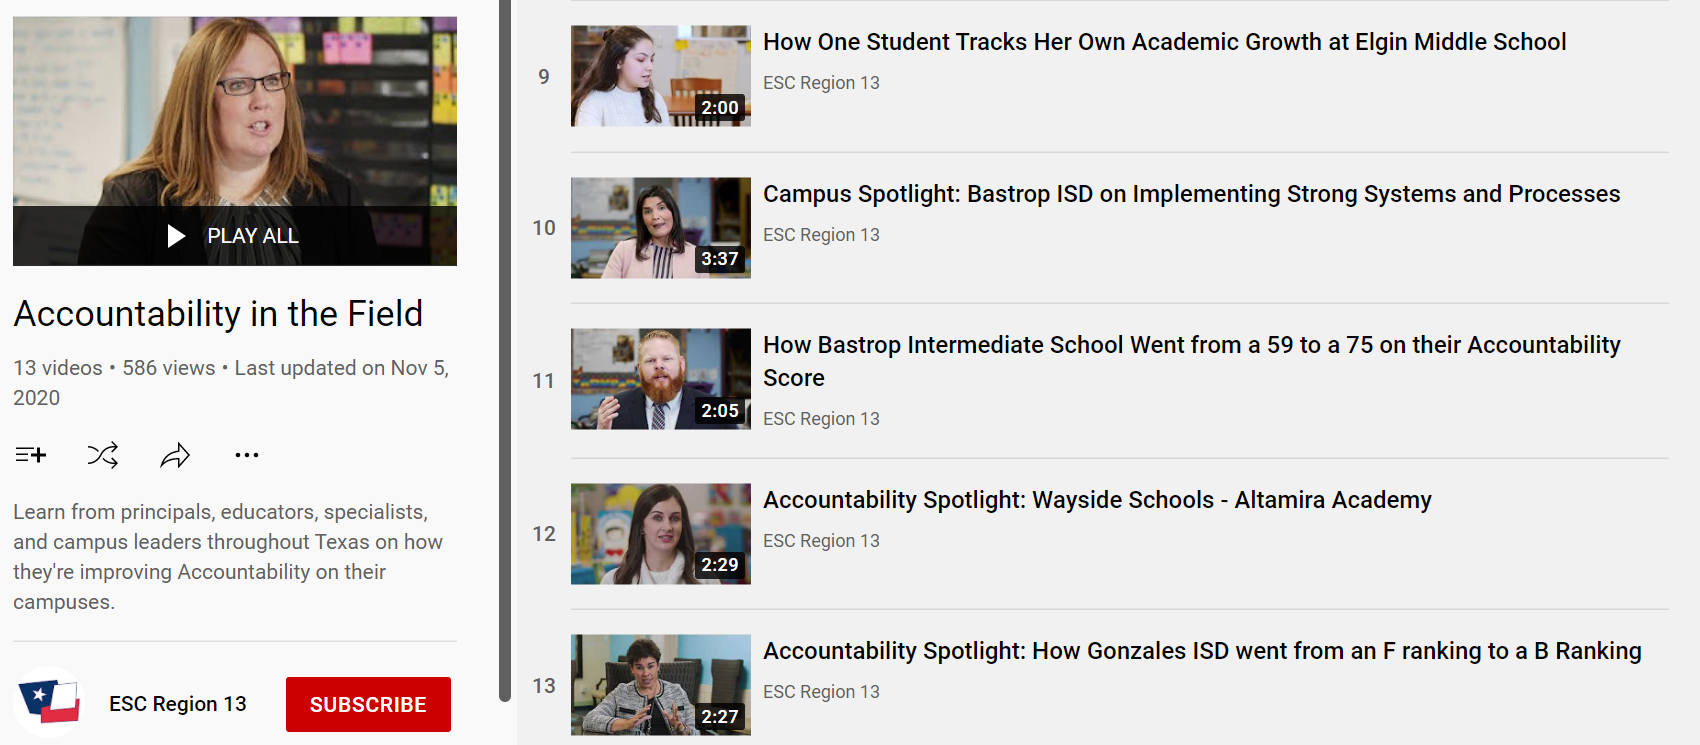 PLAY ALL
Accountability in the Field
13 videos • 586 views • Last updated on Nov 5,
2020
Learn from principals, educators, specialists,
and campus leaders throughout Texas on how
they're improving Accountability on their
campuses.
ESC Region 13
SUBSCRIBE
9
2:00
How One Student Tracks Her Own Academic Growth at Elgin Middle School
ESC Region 13
10
3:37
Campus Spotlight: Bastrop ISD on Implementing Strong Systems and Processes
ESC Region 13
11
2:05
How Bastrop Intermediate School Went from a 59 to a 75 on their Accountability
Score
ESC Region 13
12
2:29
Accountability Spotlight: Wayside Schools - Altamira Academy
ESC Region 13
13
2:27
Accountability Spotlight: How Gonzales ISD went from an F ranking to a B Ranking
ESC Region 13